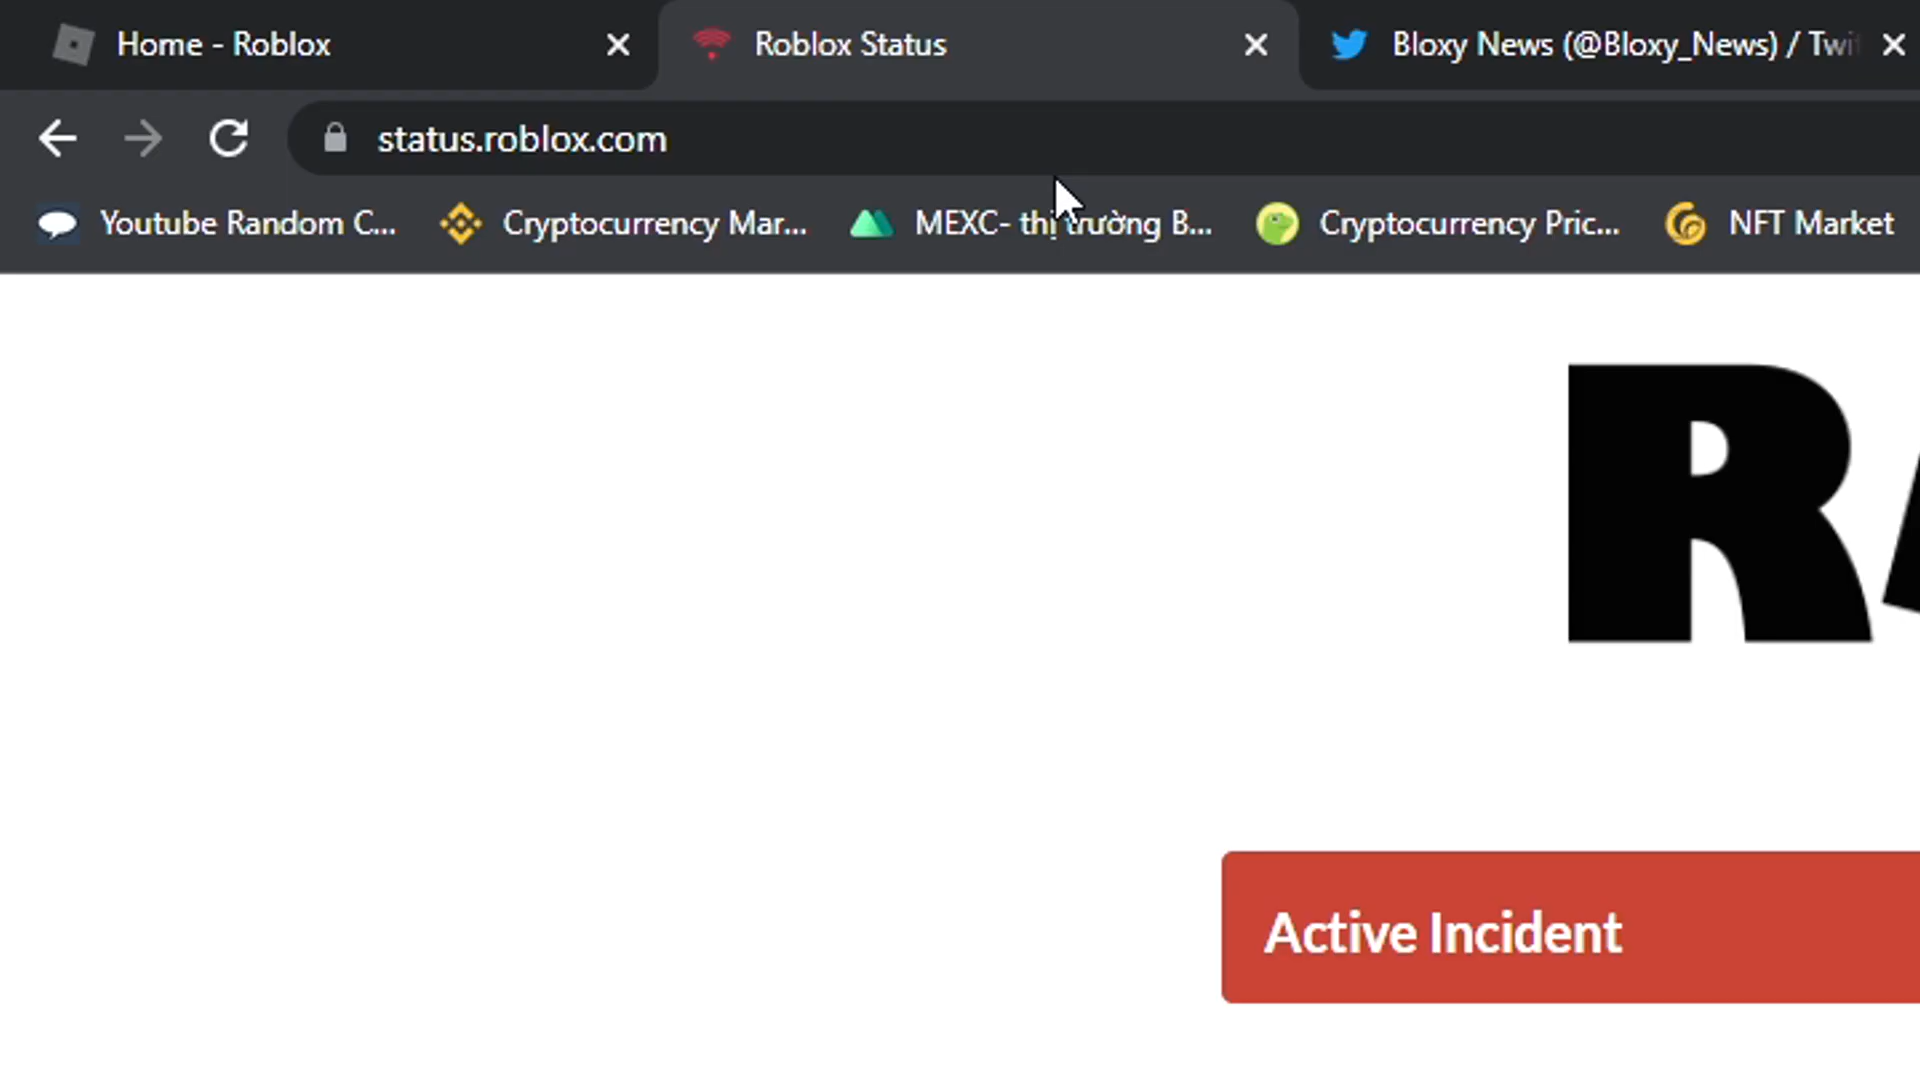 Home - Roblox
Roblox Status
Bloxy News (@Bloxy_News) / Twi
status.roblox.com
Youtube Random C...
Cryptocurrency Mar...
MEXC- thị trường B...
Cryptocurrency Pric...
NFT Market
R
Active Incident